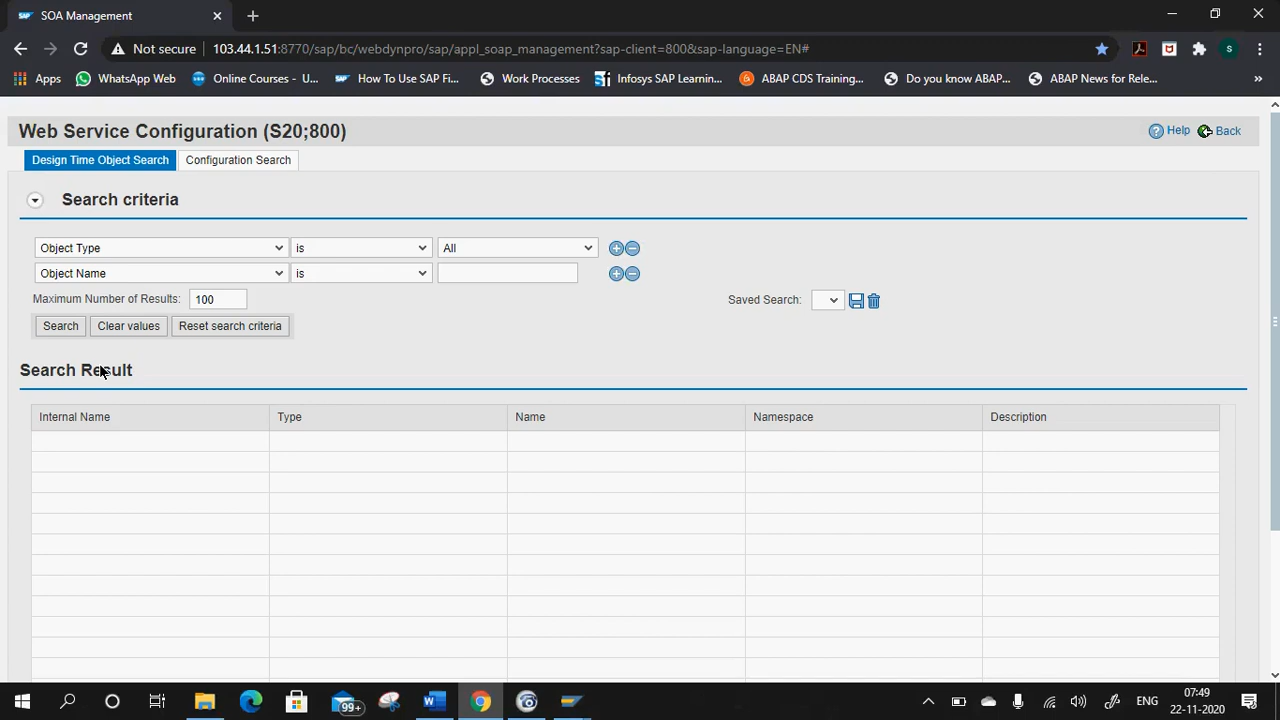 SOA Management
Not secure 103.44.1.51:8770/sap/bc/webdynpro/sap/appl_soap_management?sap-client=800&sap-language=EN# S
Apps WhatsApp Web Online Courses - U... How To Use SAP Fi... Work Processes Infosys SAP Learnin... ABAP CDS Training... Do you know ABAP... ABAP News for Rele... »
Web Service Configuration (S20;800) Help Back
Design Time Object Search Configuration Search
Search criteria
Object Type is All
Object Name is
Maximum Number of Results: 100 Saved Search:
Search Clear values Reset search criteria
Search Result
Internal Name Type Name Namespace Description
99+ ENG 07:49
22-11-2020